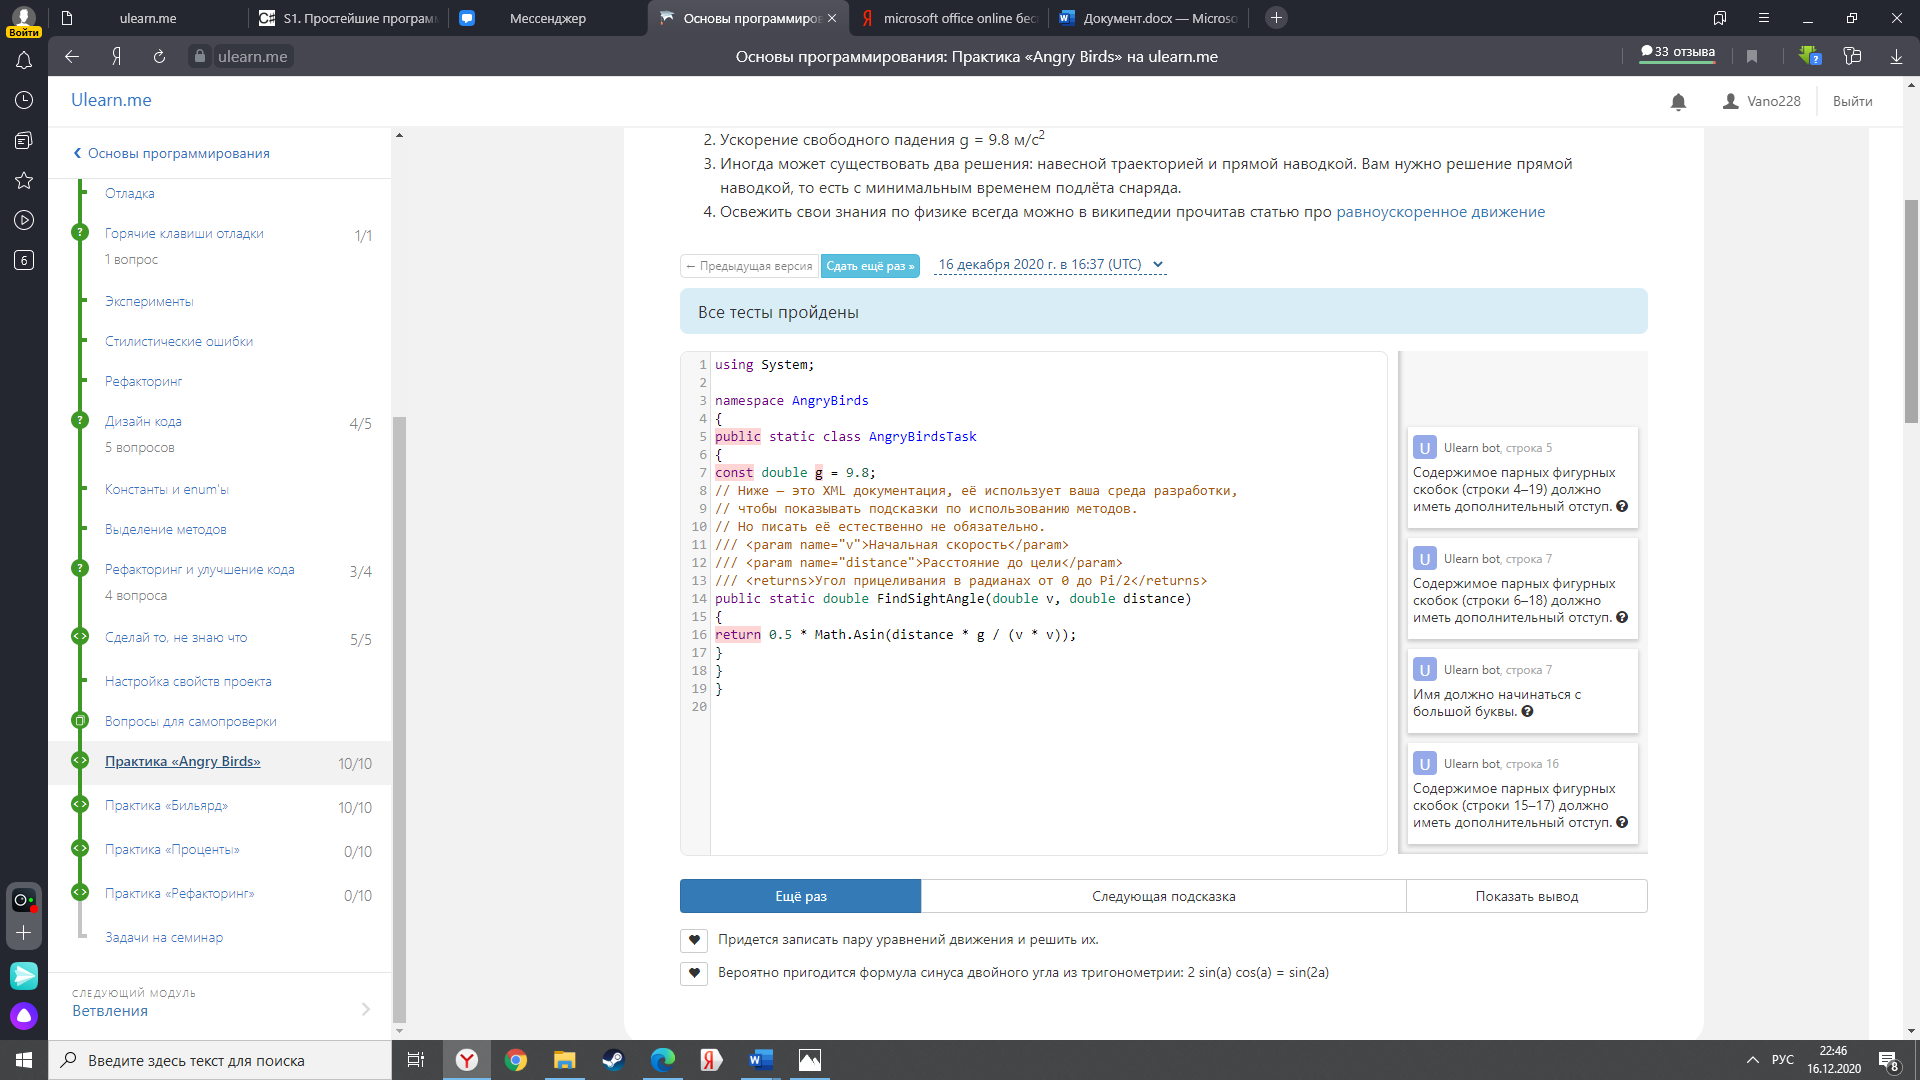 Войти
ulearn.me
S1. Простейшие програм
Мессенджер
Основы программиров
microsoft office online бес
Документ.docx — Microso
ulearn.me
Основы программирования: Практика «Angry Birds» на ulearn.me
33 отзыва
6
Ulearn.me
Vano228
Выйти
Основы программирования
Отладка
Горячие клавиши отладки
1/1
1 вопрос
Эксперименты
Стилистические ошибки
Рефакторинг
Дизайн кода
4/5
5 вопросов
Константы и enum'ы
Выделение методов
Рефакторинг и улучшение кода
3/4
4 вопроса
Сделай то, не знаю что
5/5
Настройка свойств проекта
Вопросы для самопроверки
Практика «Angry Birds»
10/10
Практика «Бильярд»
10/10
Практика «Проценты»
0/10
Практика «Рефакторинг»
0/10
Задачи на семинар
СЛЕДУЮЩИЙ МОДУЛЬ
Ветвления
2. Ускорение свободного падения g = 9.8 м/с2
3. Иногда может существовать два решения: навесной траекторией и прямой наводкой. Вам нужно решение прямой
наводкой, то есть с минимальным временем подлёта снаряда.
4. Освежить свои знания по физике всегда можно в википедии прочитав статью про равноускоренное движение
← Предыдущая версия
Сдать ещё раз »
16 декабря 2020 г. в 16:37 (UTC)
Все тесты пройдены
1 using System;
2
3 namespace AngryBirds
4 {
5 public static class AngryBirdsTask
6 {
7 const double g = 9.8;
8 // Ниже — это XML документация, её использует ваша среда разработки,
9 // чтобы показывать подсказки по использованию методов.
10 // Но писать её естественно не обязательно.
11 /// <param name="v">Начальная скорость</param>
12 /// <param name="distance">Расстояние до цели</param>
13 /// <returns>Угол прицеливания в радианах от 0 до Pi/2</returns>
14 public static double FindSightAngle(double v, double distance)
15 {
16 return 0.5 * Math.Asin(distance * g / (v * v));
17 }
18 }
19 }
20
U Ulearn bot, строка 5
Содержимое парных фигурных
скобок (строки 4–19) должно
иметь дополнительный отступ.
U Ulearn bot, строка 7
Содержимое парных фигурных
скобок (строки 6–18) должно
иметь дополнительный отступ.
U Ulearn bot, строка 7
Имя должно начинаться с
большой буквы.
U Ulearn bot, строка 16
Содержимое парных фигурных
скобок (строки 15–17) должно
иметь дополнительный отступ.
Ещё раз
Следующая подсказка
Показать вывод
Придется записать пару уравнений движения и решить их.
Вероятно пригодится формула синуса двойного угла из тригонометрии: 2 sin(a) cos(a) = sin(2a)
Введите здесь текст для поиска
РУС
22:46
16.12.2020
8